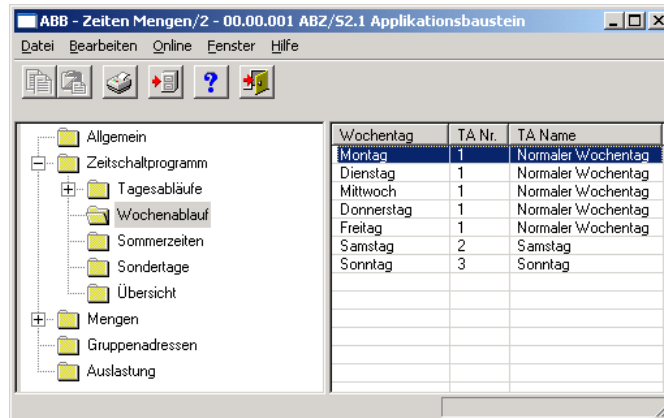 ABB - Zeiten Mengen/2 - 00.00.001 ABZ/S2.1 Applikationsbaustein
Datei Bearbeiten Online Fenster Hilfe
Allgemein
Zeitschaltprogramm
Tagesabläufe
Wochenablauf
Sommerzeiten
Sondertage
Übersicht
Mengen
Gruppenadressen
Auslastung
Wochentag TA Nr. TA Name
Montag 1 Normaler Wochentag
Dienstag 1 Normaler Wochentag
Mittwoch 1 Normaler Wochentag
Donnerstag 1 Normaler Wochentag
Freitag 1 Normaler Wochentag
Samstag 2 Samstag
Sonntag 3 Sonntag